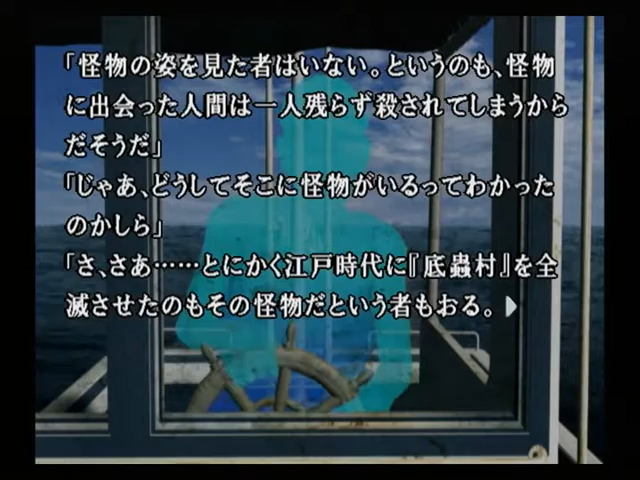 「怪物の姿を見た者はいない。というのも、怪物
に出会った人間は一人残らず殺されてしまうから
だそうだ」
「じゃあ、どうしてそこに怪物がいるってわかった
のかしら」
「さ、さあ……とにかく江戸時代に『底蟲村』を全
滅させたのもその怪物だという者もおる。